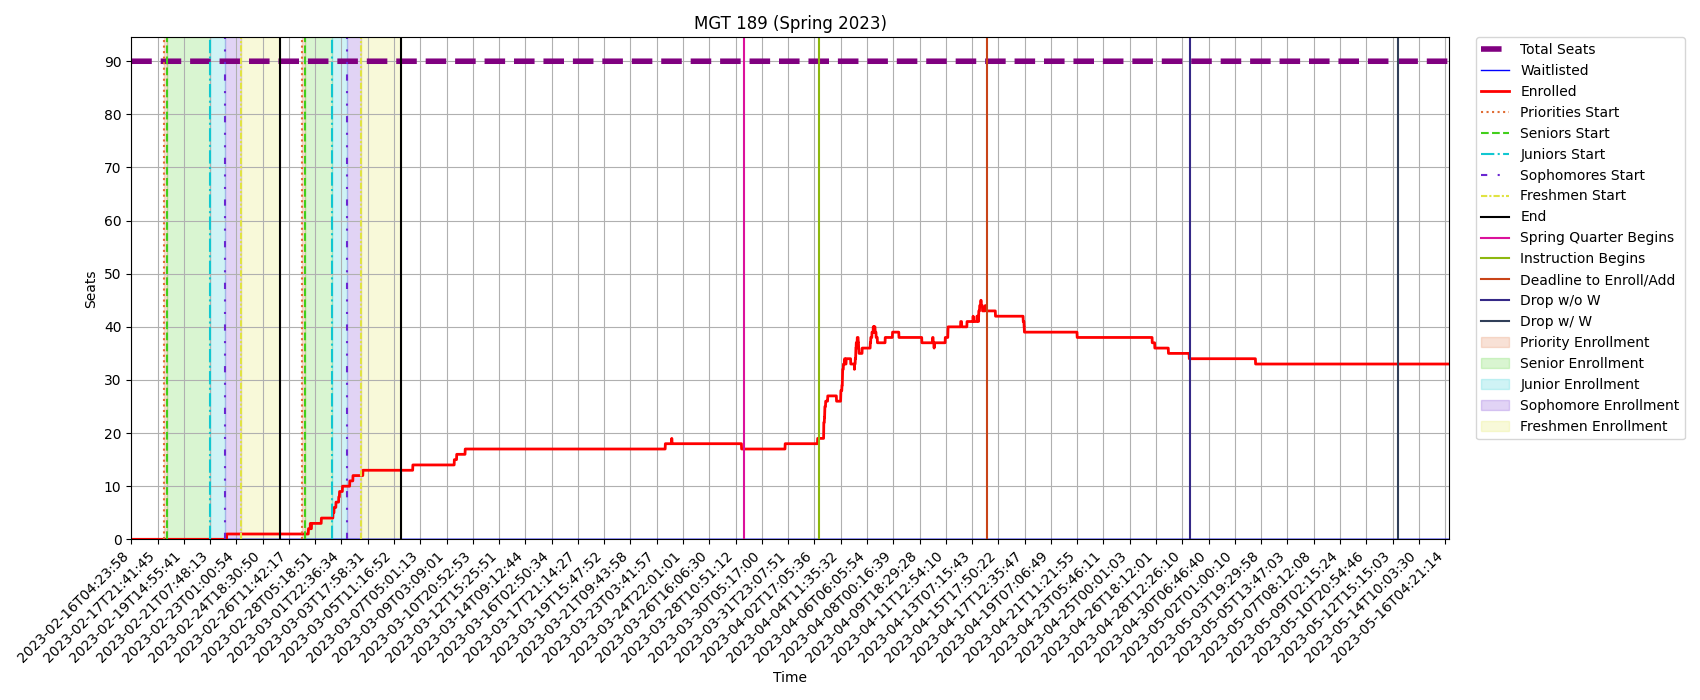 MGT 189 (Spring 2023)
90
80
70
60
50
40
30
20
10
0
Seats
2023-02-16T04:23:58
2023-02-17T21:41:45
2023-02-19T14:55:41
2023-02-21T07:48:13
2023-02-23T01:00:54
2023-02-24T18:30:50
2023-02-26T11:42:17
2023-02-28T05:18:51
2023-03-01T22:36:34
2023-03-03T17:58:31
2023-03-05T11:16:52
2023-03-07T05:01:13
2023-03-09T03:09:01
2023-03-10T20:52:53
2023-03-12T15:25:51
2023-03-14T09:12:44
2023-03-16T02:50:34
2023-03-17T21:14:27
2023-03-19T15:47:52
2023-03-21T09:43:58
2023-03-23T03:41:57
2023-03-24T22:01:01
2023-03-26T16:06:30
2023-03-28T10:51:12
2023-03-30T05:17:00
2023-03-31T23:07:51
2023-04-02T17:05:36
2023-04-04T11:35:32
2023-04-06T06:05:54
2023-04-08T00:16:39
2023-04-09T18:29:28
2023-04-11T12:54:10
2023-04-13T07:15:43
2023-04-15T17:50:22
2023-04-17T12:35:47
2023-04-19T07:06:49
2023-04-21T11:21:55
2023-04-23T05:46:11
2023-04-25T00:01:03
2023-04-26T18:12:01
2023-04-28T12:26:10
2023-04-30T06:46:40
2023-05-02T01:00:10
2023-05-03T19:29:58
2023-05-05T13:47:03
2023-05-07T08:12:08
2023-05-09T02:15:24
2023-05-10T20:54:46
2023-05-12T15:15:03
2023-05-14T10:03:30
2023-05-16T04:21:14
Time
Total Seats
Waitlisted
Enrolled
Priorities Start
Seniors Start
Juniors Start
Sophomores Start
Freshmen Start
End
Spring Quarter Begins
Instruction Begins
Deadline to Enroll/Add
Drop w/o W
Drop w/ W
Priority Enrollment
Senior Enrollment
Junior Enrollment
Sophomore Enrollment
Freshmen Enrollment